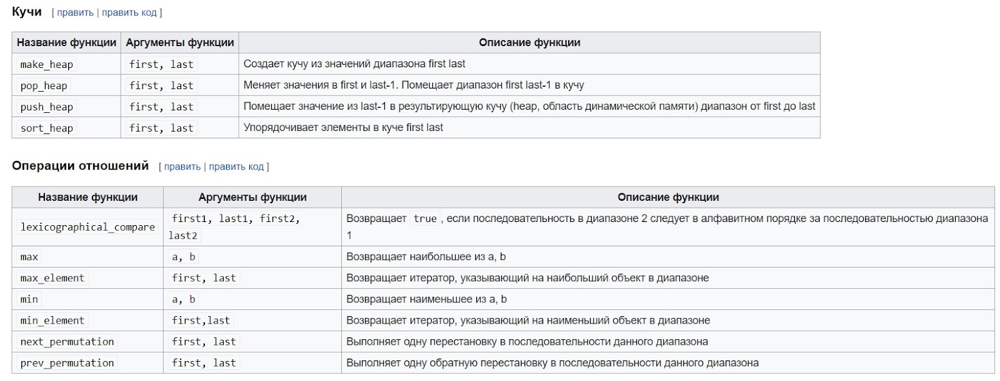 Кучи [ править | править код ]
Название функции Аргументы функции Описание функции
make_heap first, last Создает кучу из значений диапазона first last
pop_heap first, last Меняет значения в first и last-1. Помещает диапазон first last-1 в кучу
push_heap first, last Помещает значение из last-1 в результирующую кучу (heap, область динамической памяти) диапазон от first до last
sort_heap first, last Упорядочивает элементы в куче first last
Операции отношений [ править | править код ]
Название функции Аргументы функции Описание функции
lexicographical_compare first1, last1, first2, Возвращает true , если последовательность в диапазоне 2 следует в алфавитном порядке за последовательностью диапазона
last2 1
max a, b Возвращает наибольшее из a, b
max_element first, last Возвращает итератор, указывающий на наибольший объект в диапазоне
min a, b Возвращает наименьшее из a, b
min_element first,last Возвращает итератор, указывающий на наименьший объект в диапазоне
next_permutation first, last Выполняет одну перестановку в последовательности данного диапазона
prev_permutation first, last Выполняет одну обратную перестановку в последовательности данного диапазона